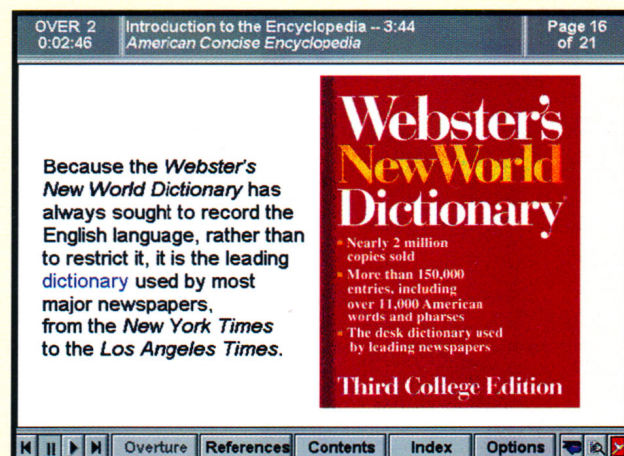 OVER 2
0:02:46
Introduction to the Encyclopedia -- 3:44
American Concise Encyclopedia
Page 16
of 21
Because the Webster's
New World Dictionary has
always sought to record the
English language, rather than
to restrict it, it is the leading
dictionary used by most
major newspapers,
from the New York Times
to the Los Angeles Times.
Webster's
NewWorld
Dictionary
Nearly 2 million
copies sold
More than 150,000
entries, including
over 11,000 American
words and pharses
The desk dictionary used
by leading newspapers
Third College Edition
Overture References Contents Index Options